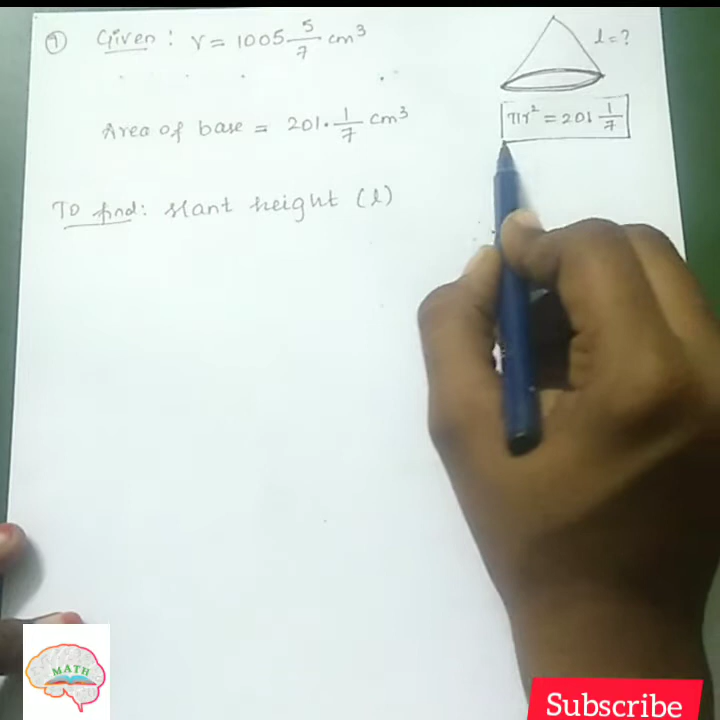 9 Given : V = 1005 5/7 cm³
l = ?
Area of base = 201. 1/7 cm³
πr² = 201 1/7
To find: slant height (l)
MATH
Subscribe